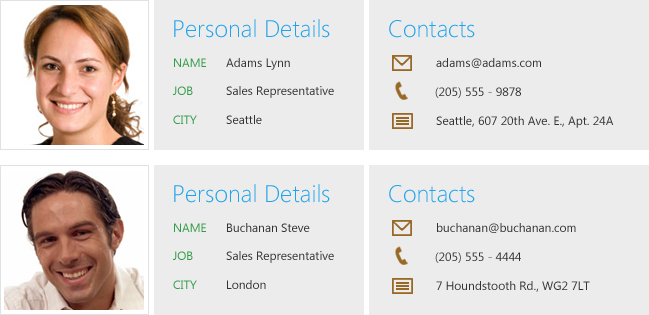 Personal Details
NAME Adams Lynn
JOB Sales Representative
CITY Seattle
Contacts
adams@adams.com
(205) 555 - 9878
Seattle, 607 20th Ave. E., Apt. 24A
Personal Details
NAME Buchanan Steve
JOB Sales Representative
CITY London
Contacts
buchanan@buchanan.com
(205) 555 - 4444
7 Houndstooth Rd., WG2 7LT